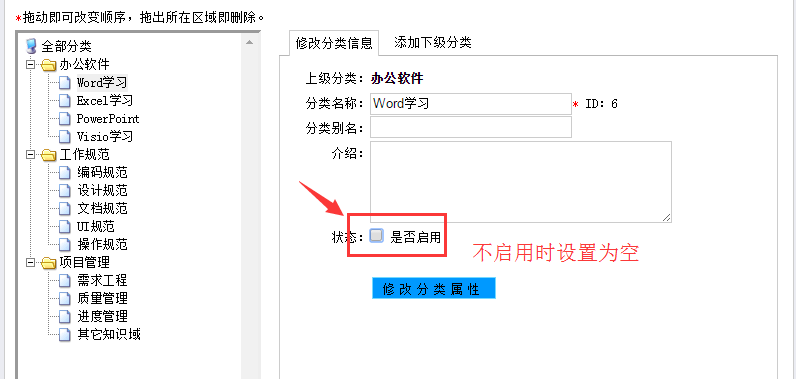 *拖动即可改变顺序，拖出所在区域即删除。
全部分类
办公软件
Word学习
Excel学习
PowerPoint
Visio学习
工作规范
编码规范
设计规范
文档规范
UI规范
操作规范
项目管理
需求工程
质量管理
进度管理
其它知识域
修改分类信息 添加下级分类
上级分类：办公软件
分类名称：Word学习* ID：6
分类别名：
介绍：
状态：是否启用
不启用时设置为空
修改分类属性